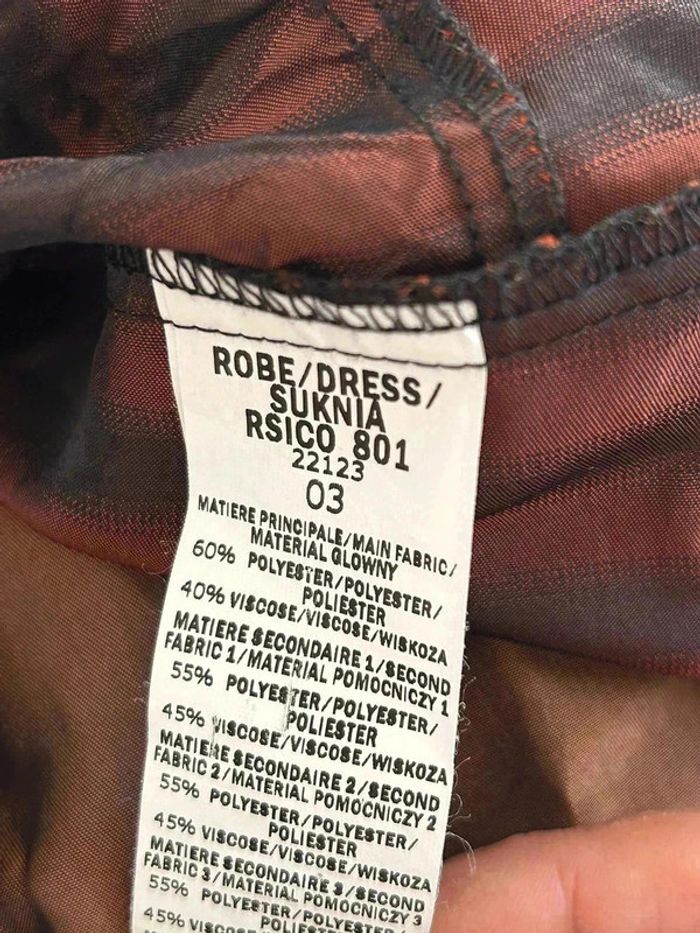 ROBE/DRESS/
SUKNIA
RSICO 801
22123
03
MATIERE PRINCIPALE/MAIN FABRIC/
MATERIAL GLOWNY
60% POLYESTER/POLYESTER/
POLIESTER
40% VISCOSE/VISCOSE/WISKOZA
MATIERE SECONDAIRE 1/SECOND
FABRIC 1/MATERIAL POMOCNICZY 1
55% POLYESTER/POLYESTER/
POLIESTER
45% VISCOSE/VISCOSE/WISKOZA
MATIERE SECONDAIRE 2/SECOND
FABRIC 2/MATERIAL POMOCNICZY 2
55% POLYESTER/POLYESTER/
POLIESTER
45% VISCOSE/VISCOSE/WISKOZA
MATIERE SECONDAIRE 3/SECOND
FABRIC 3/MATERIAL POMOCNICZY 3
55% POLYESTER/POLYESTER/
POLIESTER
45%